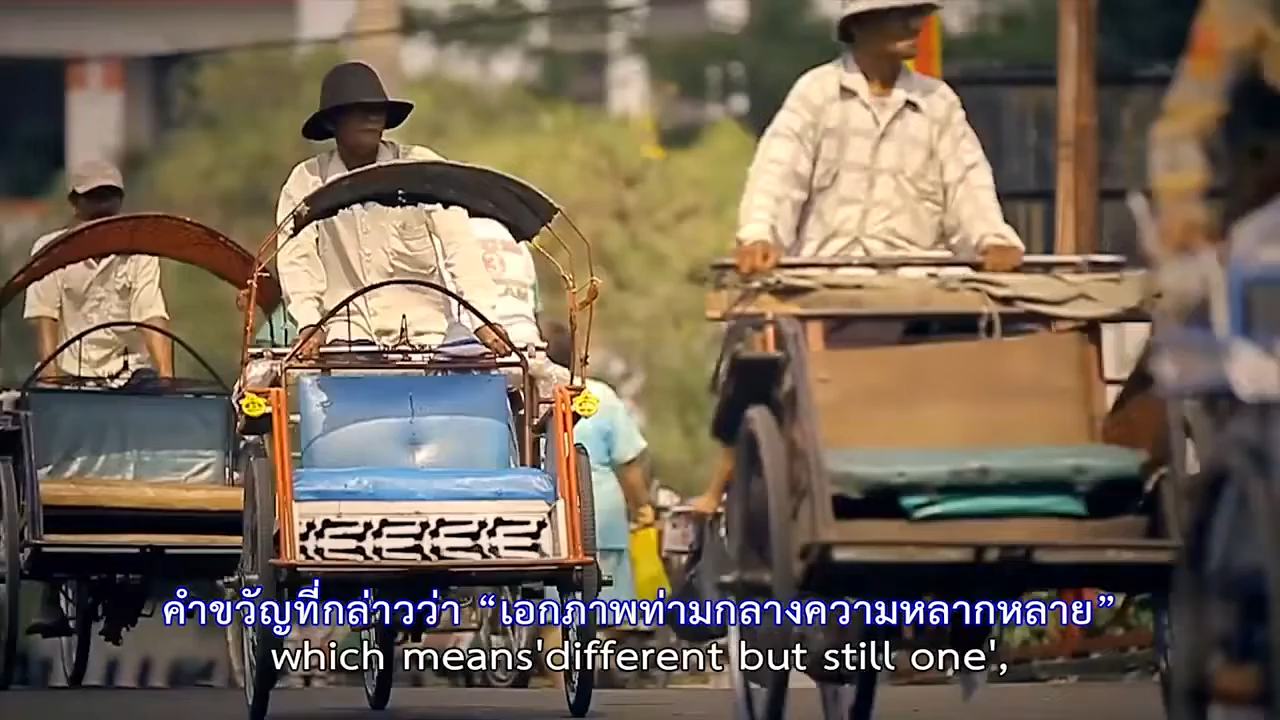 คำขวัญที่กล่าวว่า “เอกภาพท่ามกลางความหลากหลาย”
which means'different but still one',